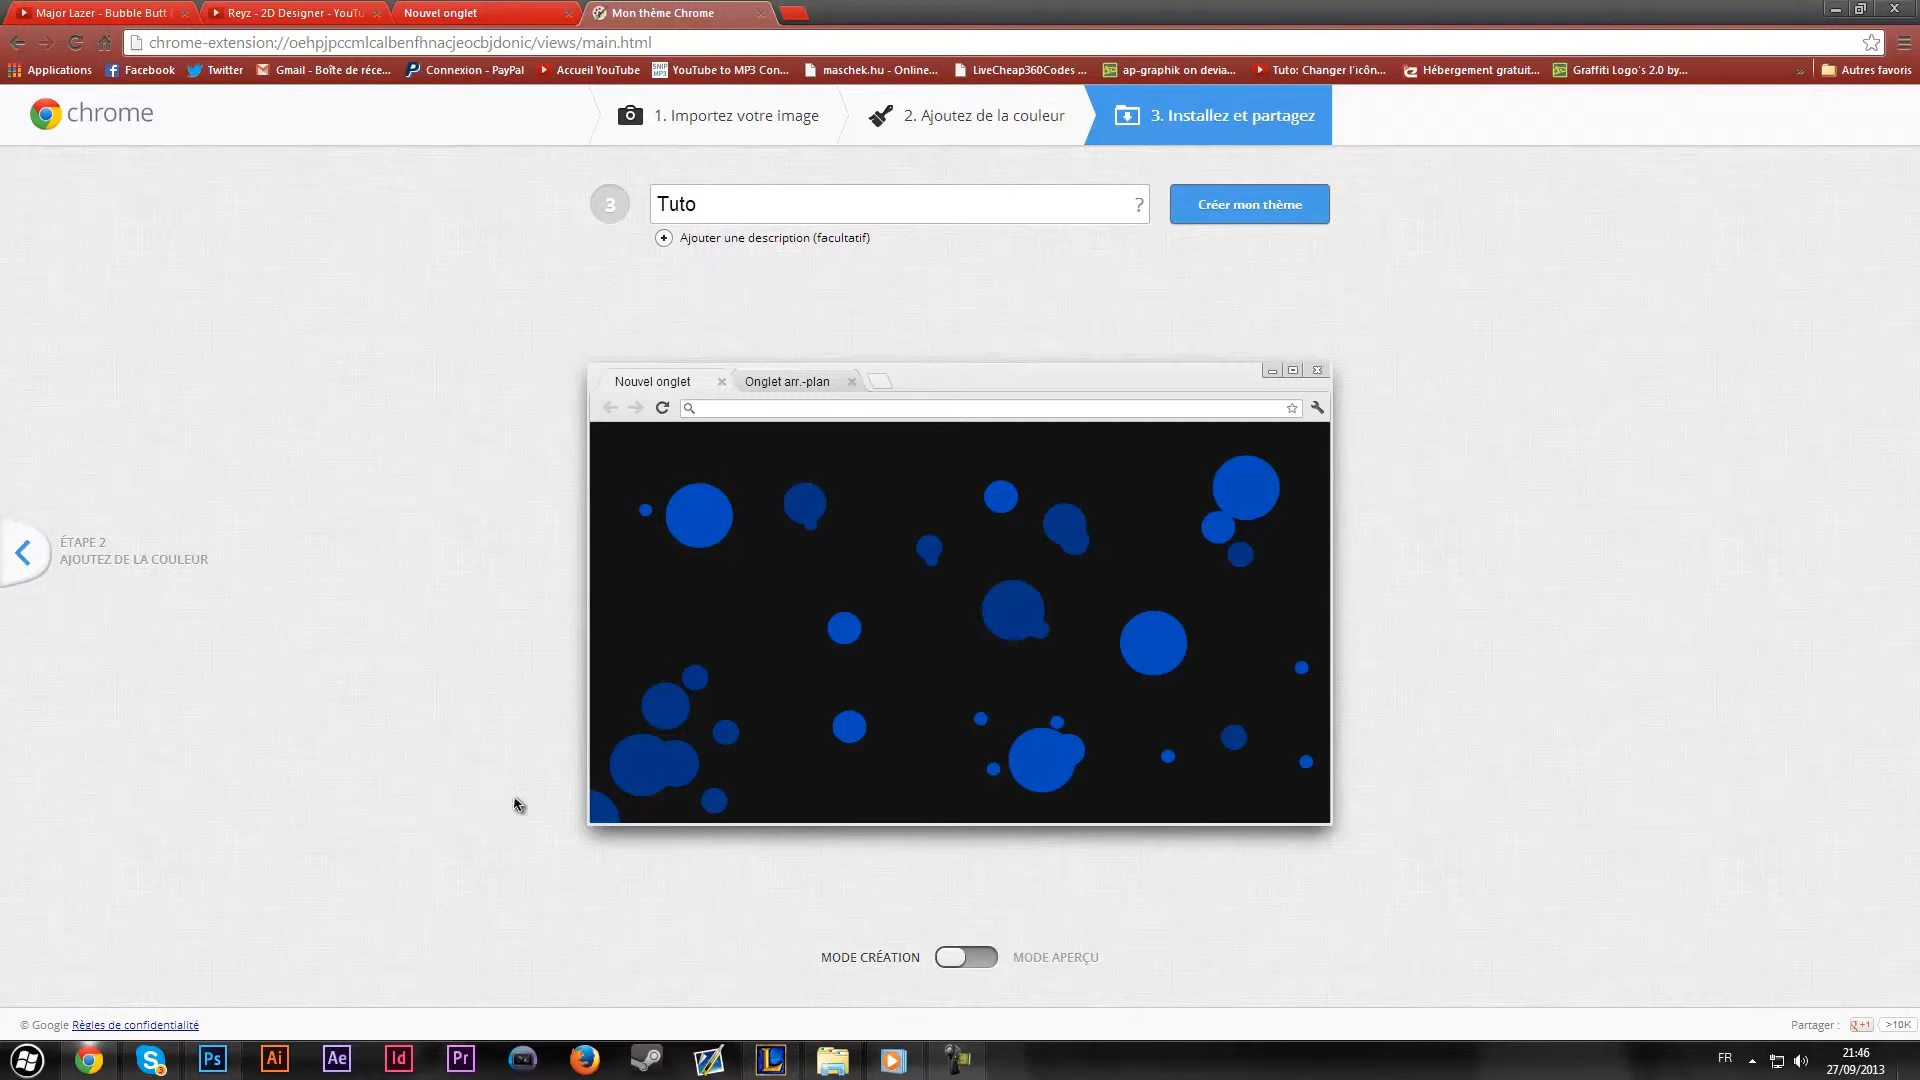 Major Lazer - Bubble Butt (
Reyz - 2D Designer - YouTu
Nouvel onglet
Mon thème Chrome
chrome-extension://oehpjpccmlcalbenfhnacjeocbjdonic/views/main.html
Applications
Facebook
Twitter
Gmail - Boîte de réce...
Connexion - PayPal
Accueil YouTube
YouTube to MP3 Con...
maschek.hu - Online...
LiveCheap360Codes ...
ap-graphik on devia...
Tuto: Changer l'icôn...
Hébergement gratuit...
Graffiti Logo's 2.0 by...
»
Autres favoris
chrome
1. Importez votre image
2. Ajoutez de la couleur
3. Installez et partagez
3
Tuto
?
Créer mon thème
Ajouter une description (facultatif)
Nouvel onglet
Onglet arr.-plan
ÉTAPE 2
AJOUTEZ DE LA COULEUR
MODE CRÉATION
MODE APERÇU
© Google Règles de confidentialité
Partager :
+1
>10K
Ps
Ai
Ae
Id
Pr
FR
21:46
27/09/2013